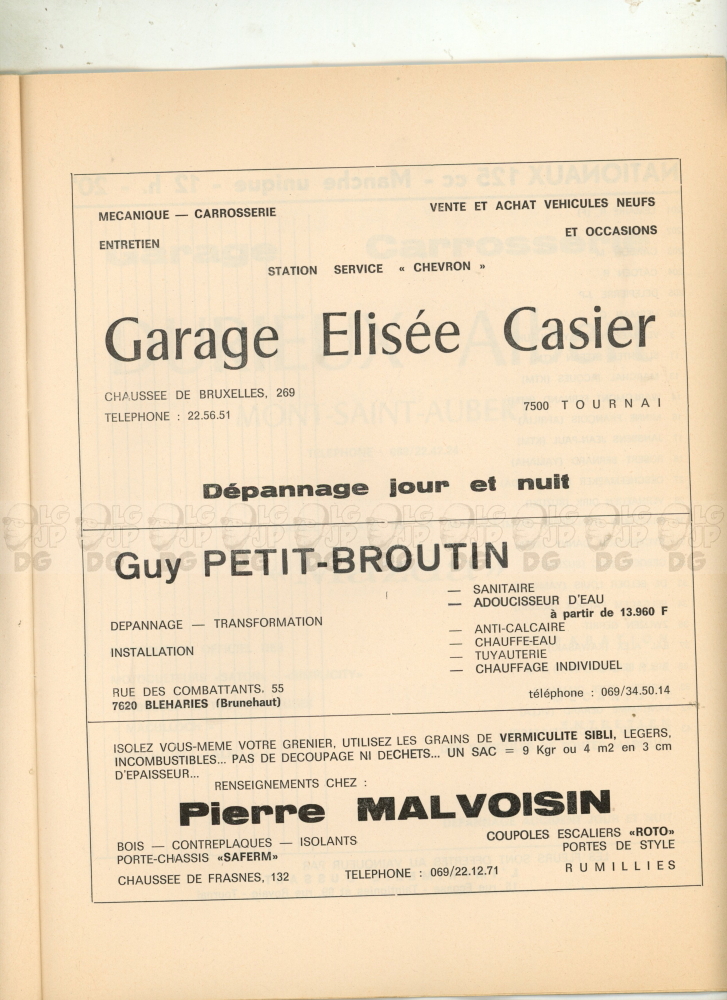 MECANIQUE — CARROSSERIE
VENTE ET ACHAT VEHICULES NEUFS
ENTRETIEN
ET OCCASIONS
STATION SERVICE « CHEVRON »
Garage Elisée Casier
CHAUSSEE DE BRUXELLES, 269
TELEPHONE : 22.56.51
7500 TOURNAI
Dépannage jour et nuit
Guy PETIT-BROUTIN
— SANITAIRE
— ADOUCISSEUR D'EAU
à partir de 13.960 F
DEPANNAGE — TRANSFORMATION
— ANTI-CALCAIRE
— CHAUFFE-EAU
INSTALLATION
— TUYAUTERIE
— CHAUFFAGE INDIVIDUEL
RUE DES COMBATTANTS. 55
téléphone : 069/34.50.14
7620 BLEHARIES (Brunehaut)
ISOLEZ VOUS-MEME VOTRE GRENIER, UTILISEZ LES GRAINS DE VERMICULITE SIBLI, LEGERS,
INCOMBUSTIBLES... PAS DE DECOUPAGE NI DECHETS... UN SAC = 9 Kgr ou 4 m2 en 3 cm
D'EPAISSEUR...
RENSEIGNEMENTS CHEZ :
Pierre MALVOISIN
BOIS — CONTREPLAQUES — ISOLANTS
COUPOLES ESCALIERS «ROTO»
PORTE-CHASSIS «SAFERM»
PORTES DE STYLE
CHAUSSEE DE FRASNES, 132
TELEPHONE : 069/22.12.71
RUMILLIES